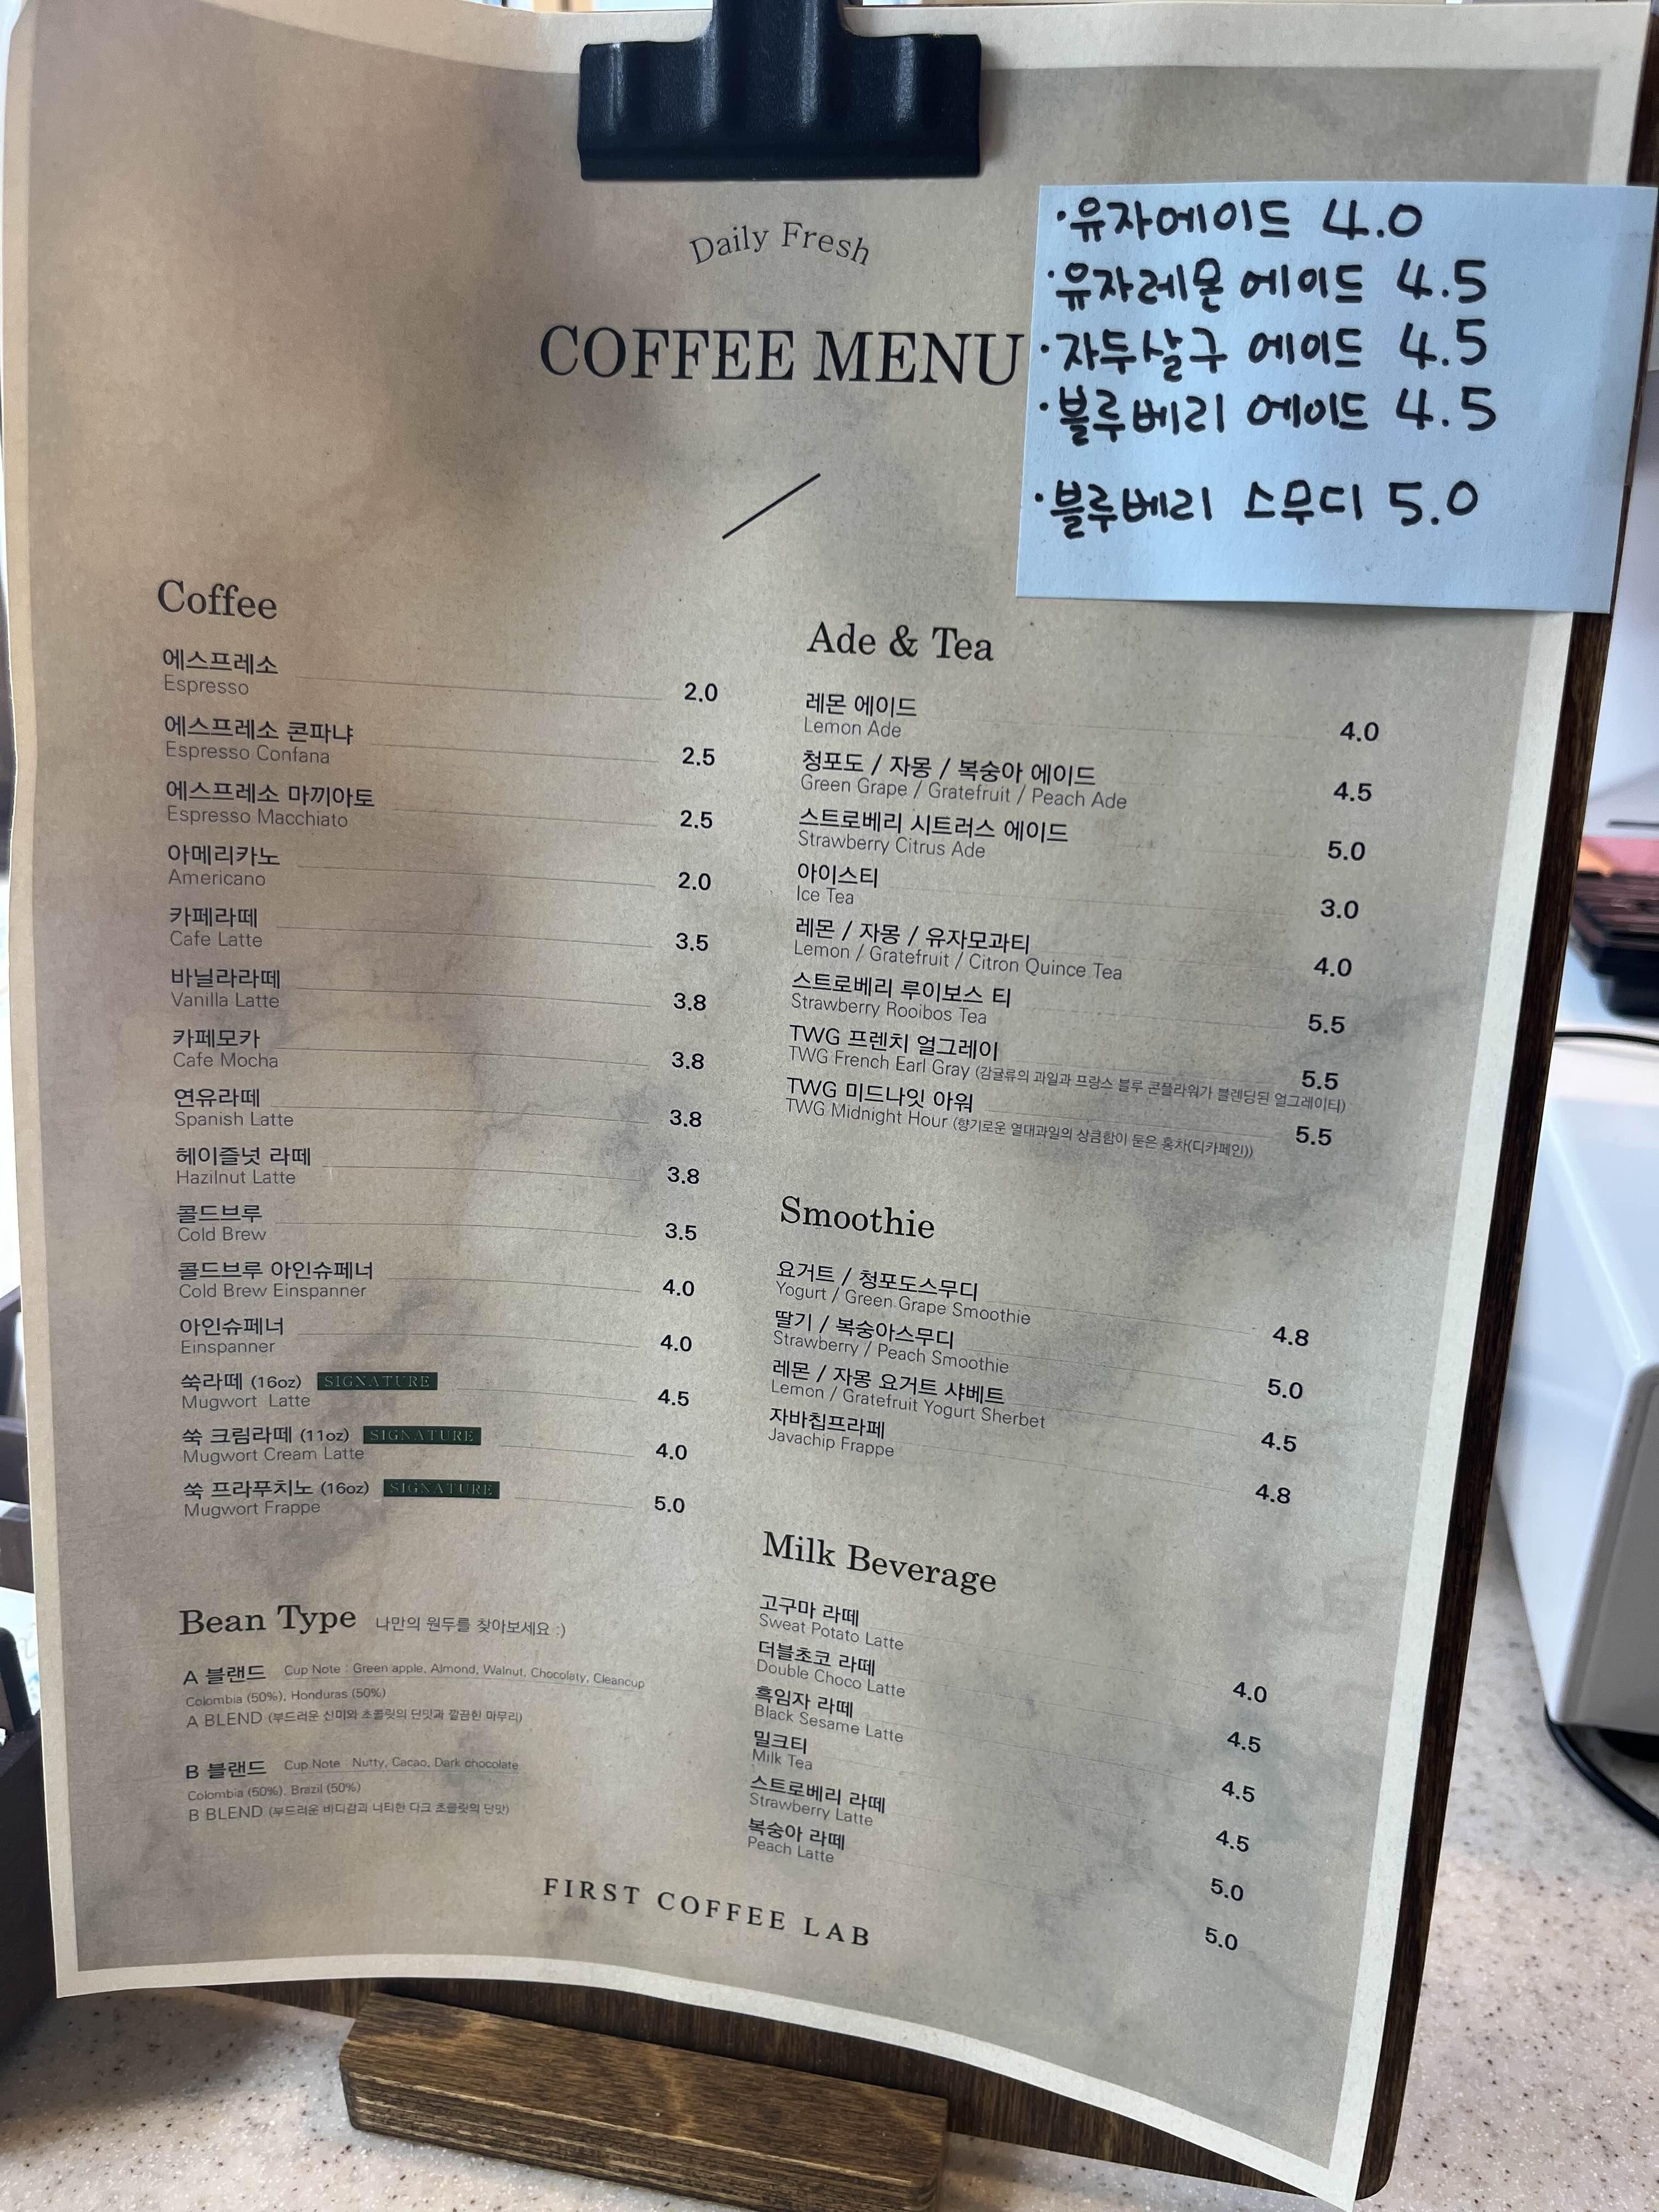 Daily Fresh
COFFEE MENU
·유자에이드 4.0
·유자레몬 에이드 4.5
·자두살구 에이드 4.5
·블루베리 에이드 4.5
·블루베리 스무디 5.0
Coffee
에스프레소
Espresso 2.0
에스프레소 콘파냐
Espresso Confana 2.5
에스프레소 마끼아토
Espresso Macchiato 2.5
아메리카노
Americano 2.0
카페라떼
Cafe Latte 3.5
바닐라라떼
Vanilla Latte 3.8
카페모카
Cafe Mocha 3.8
연유라떼
Spanish Latte 3.8
헤이즐넛 라떼
Hazilnut Latte 3.8
콜드브루
Cold Brew 3.5
콜드브루 아인슈페너
Cold Brew Einspanner 4.0
아인슈페너
Einspanner 4.0
쑥라떼 (16oz) SIGNATURE
Mugwort Latte 4.5
쑥 크림라떼 (11oz) SIGNATURE
Mugwort Cream Latte 4.0
쑥 프라푸치노 (16oz) SIGNATURE
Mugwort Frappe 5.0
Bean Type 나만의 원두를 찾아보세요 :)
A 블랜드 Cup Note : Green apple, Almond, Walnut, Chocolaty, Cleancup
Colombia (50%), Honduras (50%)
A BLEND (부드러운 신미와 초콜릿의 단맛과 깔끔한 마무리)
B 블랜드 Cup Note : Nutty, Cacao, Dark chocolate
Colombia (50%), Brazil (50%)
B BLEND (부드러운 바디감과 너티한 다크 초콜릿의 단맛)
Ade & Tea
레몬 에이드
Lemon Ade 4.0
청포도 / 자몽 / 복숭아 에이드
Green Grape / Gratefruit / Peach Ade 4.5
스트로베리 시트러스 에이드
Strawberry Citrus Ade 5.0
아이스티
Ice Tea 3.0
레몬 / 자몽 / 유자모과티
Lemon / Gratefruit / Citron Quince Tea 4.0
스트로베리 루이보스 티
Strawberry Rooibos Tea 5.5
TWG 프렌치 얼그레이
TWG French Earl Gray (감귤류의 과일과 프랑스 블루 콘플라워가 블렌딩된 얼그레이티) 5.5
TWG 미드나잇 아워
TWG Midnight Hour (향기로운 열대과일의 상큼함이 돋은 홍차(디카페인)) 5.5
Smoothie
요거트 / 청포도스무디
Yogurt / Green Grape Smoothie 4.8
딸기 / 복숭아스무디
Strawberry / Peach Smoothie 5.0
레몬 / 자몽 요거트 샤베트
Lemon / Gratefruit Yogurt Sherbet 4.5
자바칩프라페
Javachip Frappe 4.8
Milk Beverage
고구마 라떼
Sweat Potato Latte 4.0
더블초코 라떼
Double Choco Latte 4.5
흑임자 라떼
Black Sesame Latte 4.5
밀크티
Milk Tea 4.5
스트로베리 라떼
Strawberry Latte 5.0
복숭아 라떼
Peach Latte 5.0
FIRST COFFEE LAB